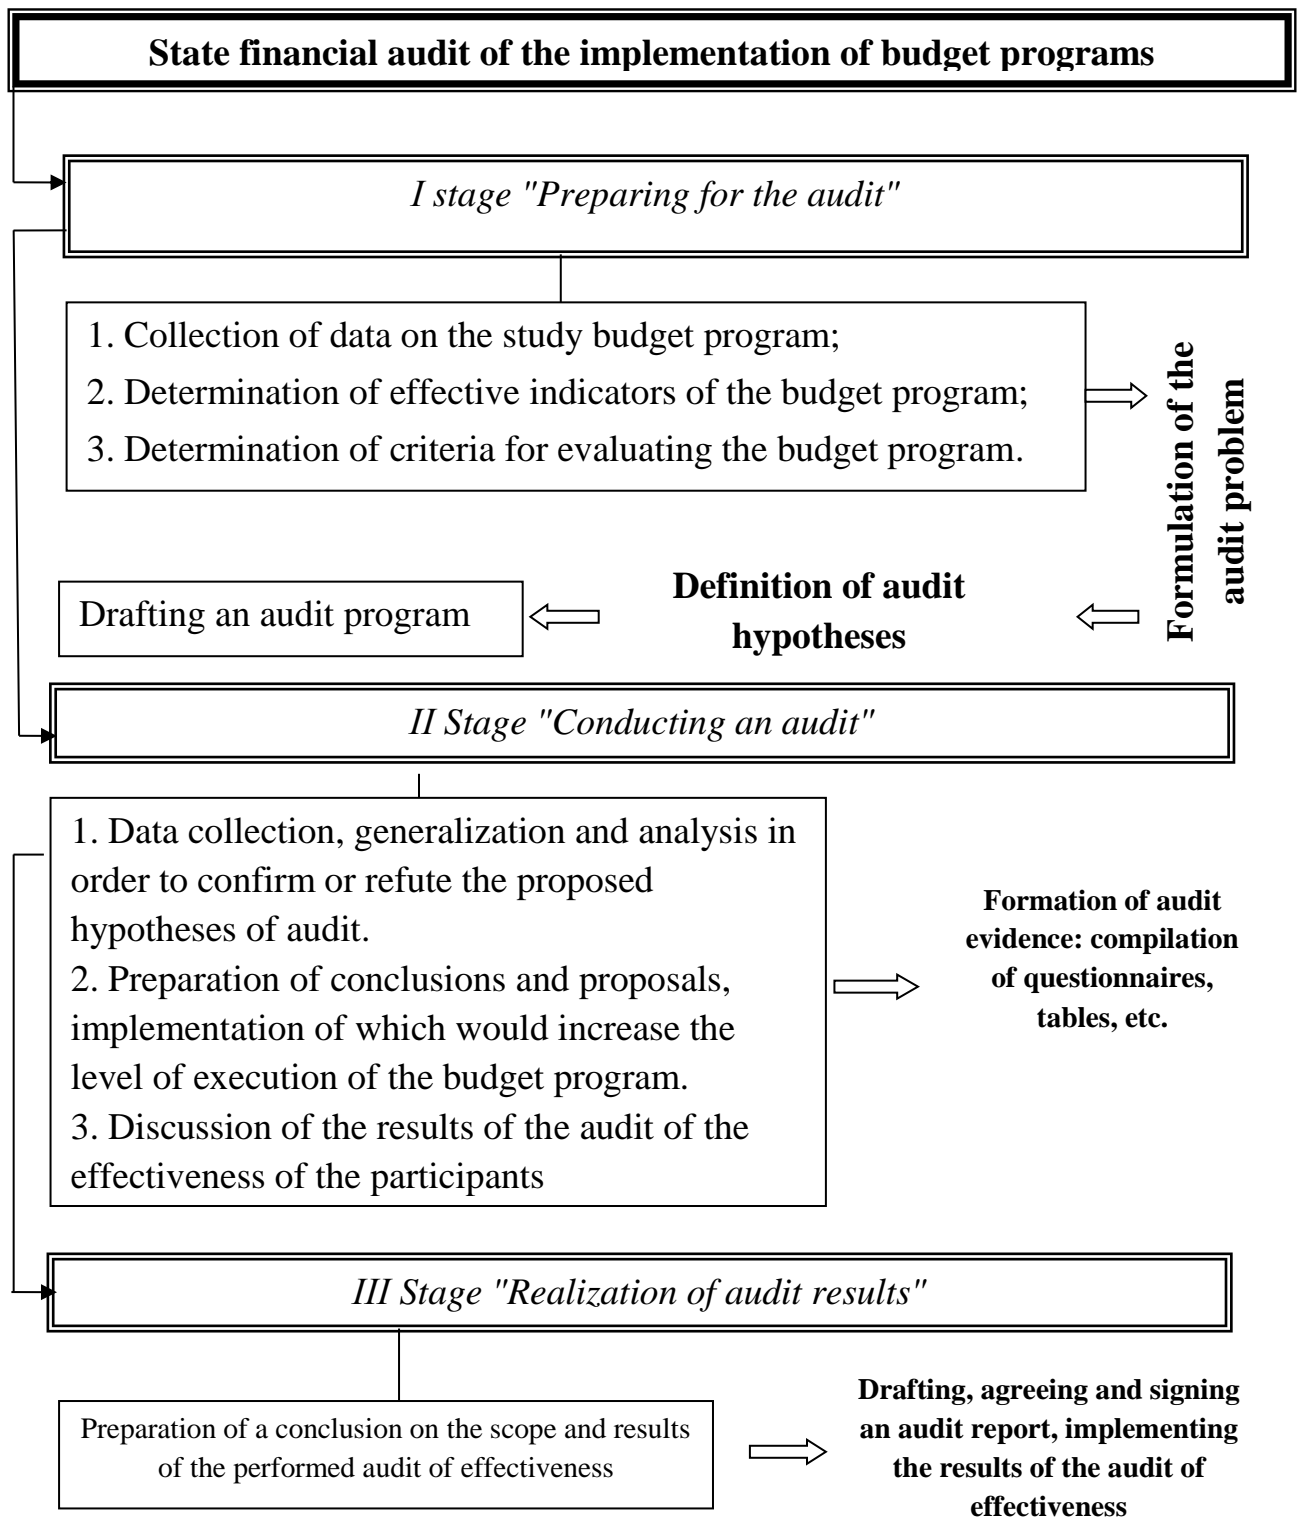 State financial audit of the implementation of budget programs
I stage "Preparing for the audit"
1. Collection of data on the study budget program;
2. Determination of effective indicators of the budget program;
3. Determination of criteria for evaluating the budget program.
Formulation of the
audit problem
Definition of audit
hypotheses
Drafting an audit program
II Stage "Conducting an audit"
1. Data collection, generalization and analysis in
order to confirm or refute the proposed
hypotheses of audit.
2. Preparation of conclusions and proposals,
implementation of which would increase the
level of execution of the budget program.
3. Discussion of the results of the audit of the
effectiveness of the participants
Formation of audit
evidence: compilation
of questionnaires,
tables, etc.
III Stage "Realization of audit results"
Preparation of a conclusion on the scope and results
of the performed audit of effectiveness
Drafting, agreeing and signing
an audit report, implementing
the results of the audit of
effectiveness